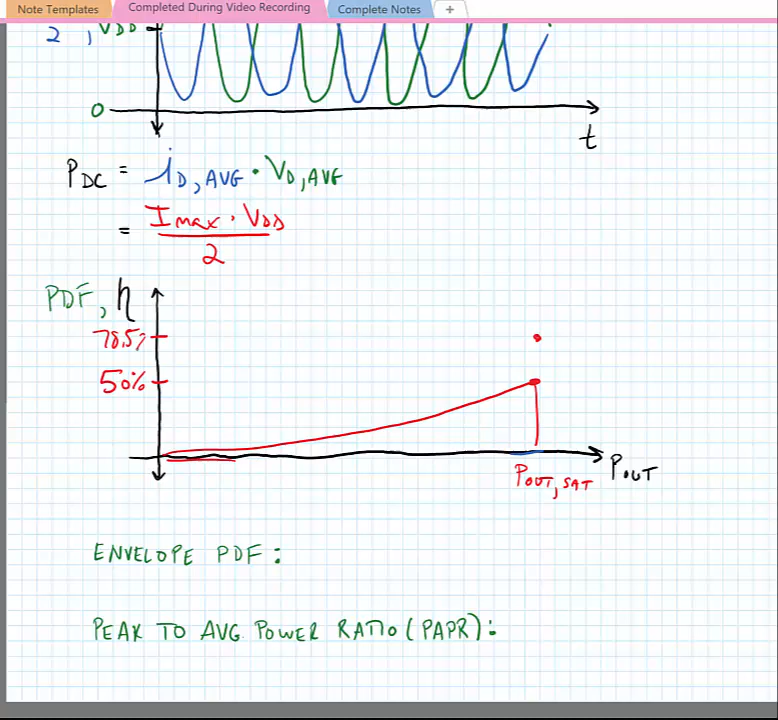 Note Templates Completed During Video Recording Complete Notes +
2 , VDD
0
t
PDC = iD,AVG · VD,AVG
= Imax · VDD
2
PDF, η
78.5%
50%
POUT,SAT POUT
ENVELOPE PDF:
PEAK TO AVG. POWER RATIO (PAPR):